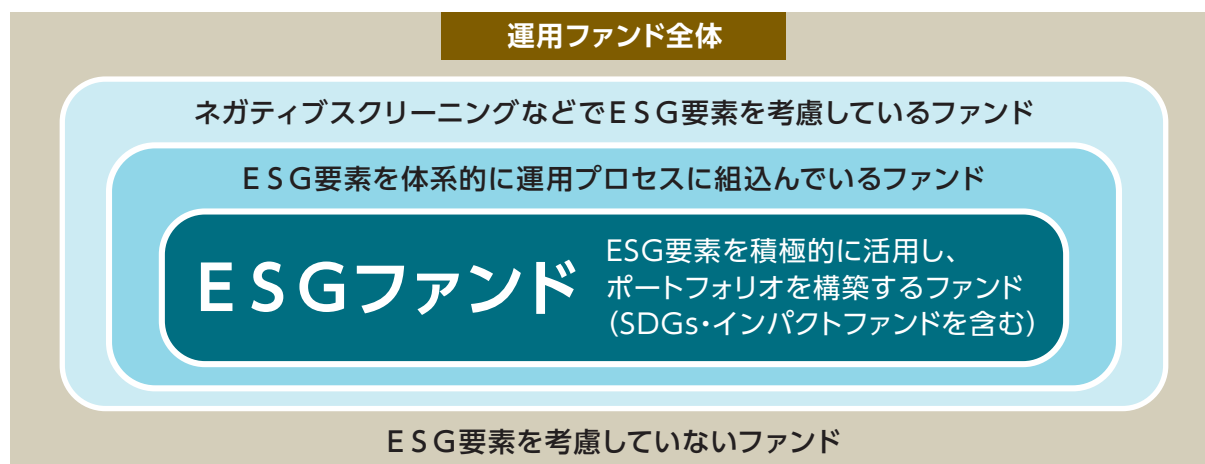 運用ファンド全体
ネガティブスクリーニングなどでESG要素を考慮しているファンド
ESG要素を体系的に運用プロセスに組込んでいるファンド
ESGファンド
ESG要素を積極的に活用し、
ポートフォリオを構築するファンド
(SDGs・インパクトファンドを含む)
ESG要素を考慮していないファンド